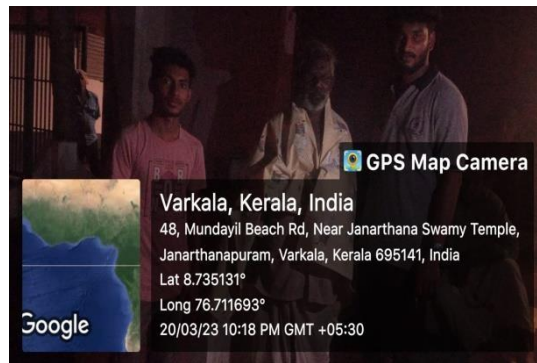 GPS Map Camera
Varkala, Kerala, India
48, Mundayil Beach Rd, Near Janarthana Swamy Temple,
Janarthanapuram, Varkala, Kerala 695141, India
Lat 8.735131°
Long 76.711693°
20/03/23 10:18 PM GMT +05:30
Google